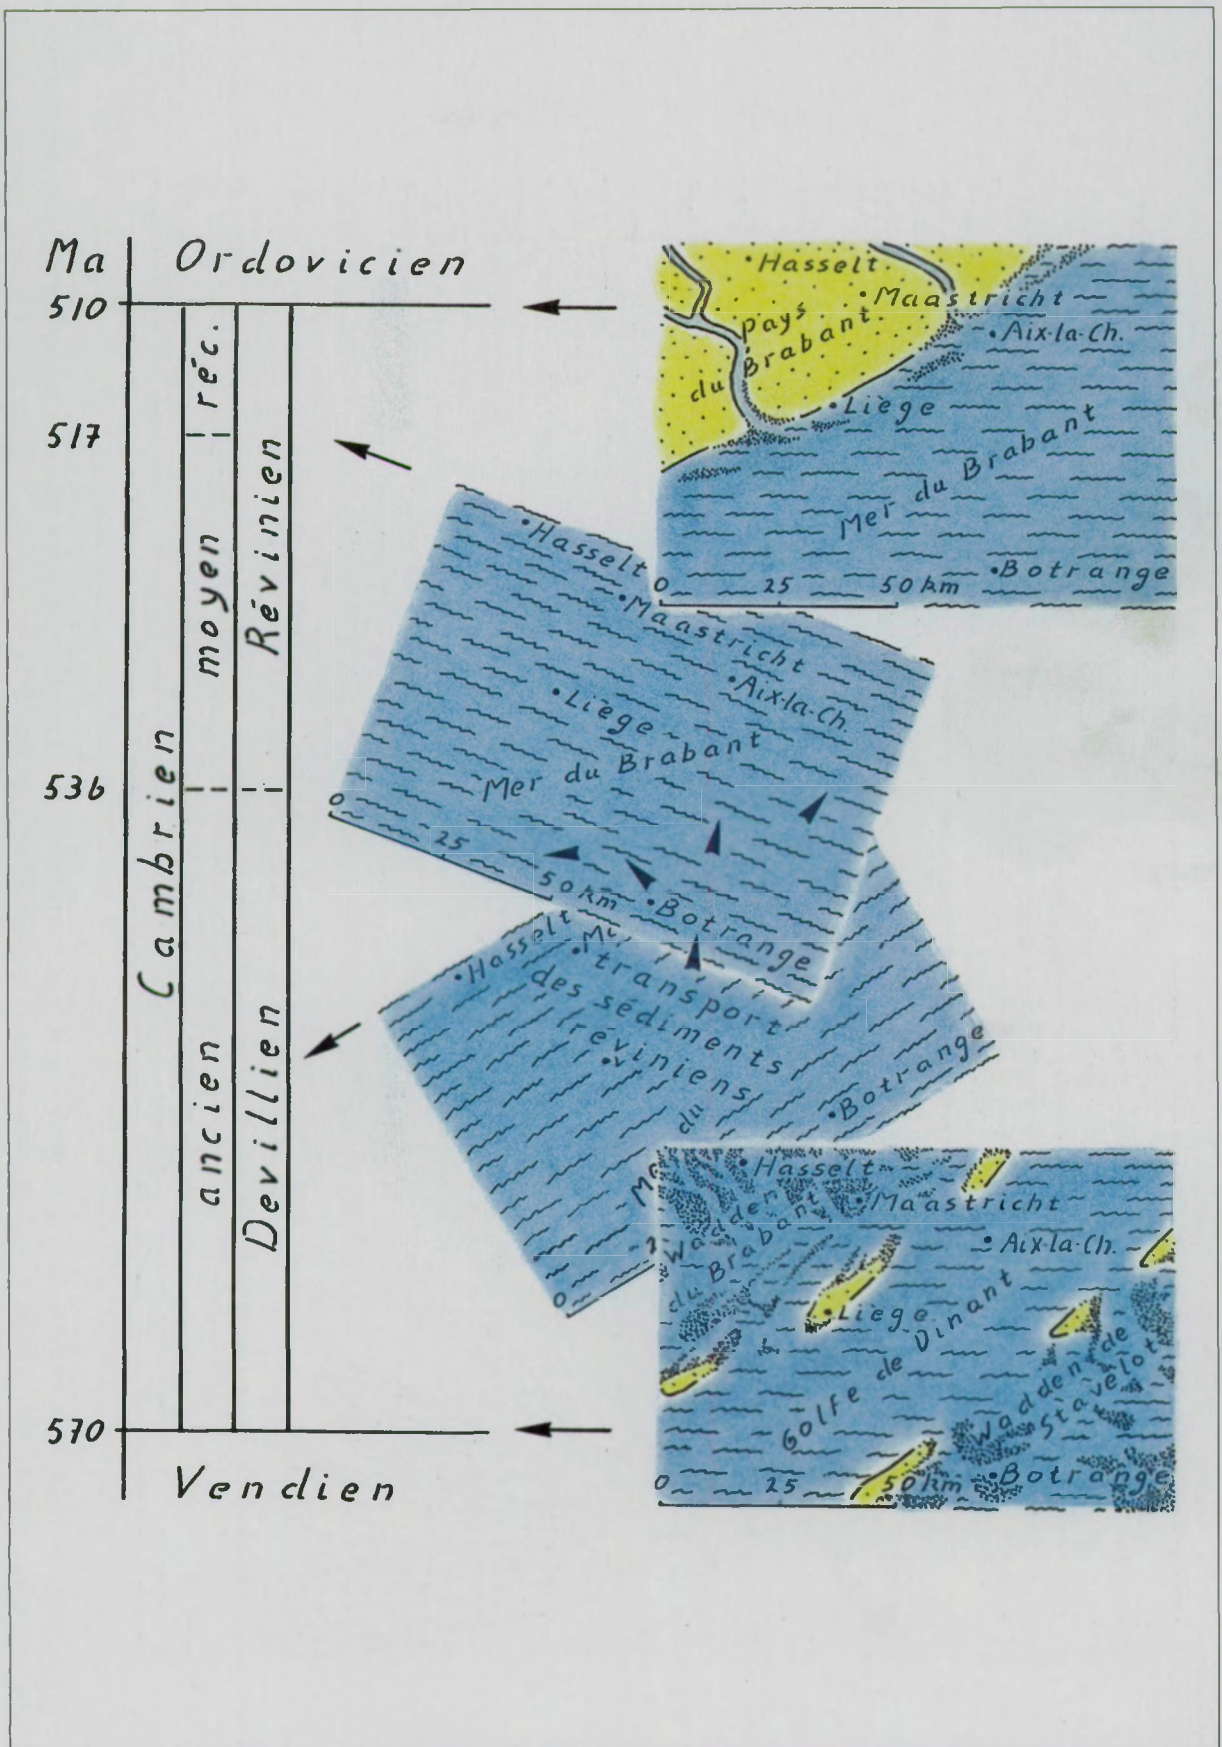 Ma
Ordovicien
510
réc.
517
moyen
Révinien
536
Cambrien
ancien
Devillien
570
Vendien
Hasselt
Maastricht
Pays
du Brabant
Aix-la-Ch.
Liège
Mer du Brabant
Botrange
0 25 50 km
Hasselt
Maastricht
Aix-la-Ch.
Liège
Mer du Brabant
0 25 50 km
Botrange
Hasselt
transport
des sédiments
réviniens
du
Botrange
0
Hasselt
Maastricht
Wadden
du Brabant
Aix-la-Ch.
Liège
Golfe de Dinant
Wadden de
Stavelot
Botrange
0 25 50 km